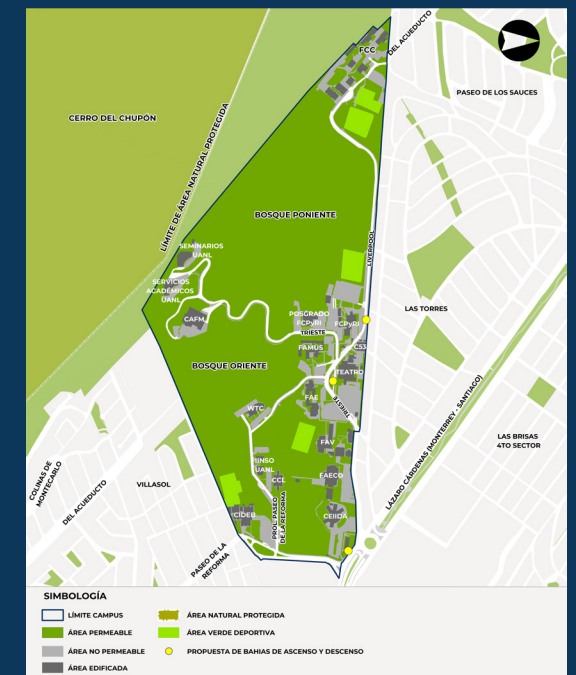 FCC
DEL ACUEDUCTO
PASEO DE LOS SAUCES
CERRO DEL CHUPÓN
LÍMITE DE ÁREA NATURAL PROTEGIDA
BOSQUE PONIENTE
LIVERPOOL
SEMINARIOS
UANL
SERVICIOS
ACADÉMICOS
UANL
CAFM
POSGRADO
FCPyRI
FCPyRI
LAS TORRES
TRIESTE
FAMUS
BOSQUE ORIENTE
TEATRO
TRIESTE
FAE
WTC
LÁZARO CÁRDENAS (MONTERREY - SANTIAGO)
LAS BRISAS
4TO SECTOR
FAV
UANL
CCL
FAECO
COLINAS DE
MONTECARLO
DEL ACUEDUCTO
VILLASOL
CIDEB
PROL. PASEO
DE LA REFORMA
CEIIDA
PASEO DE LA
REFORMA
SIMBOLOGÍA
LÍMITE CAMPUS
ÁREA NATURAL PROTEGIDA
ÁREA PERMEABLE
ÁREA VERDE DEPORTIVA
ÁREA NO PERMEABLE
PROPUESTA DE BAHIAS DE ASCENSO Y DESCENSO
ÁREA EDIFICADA